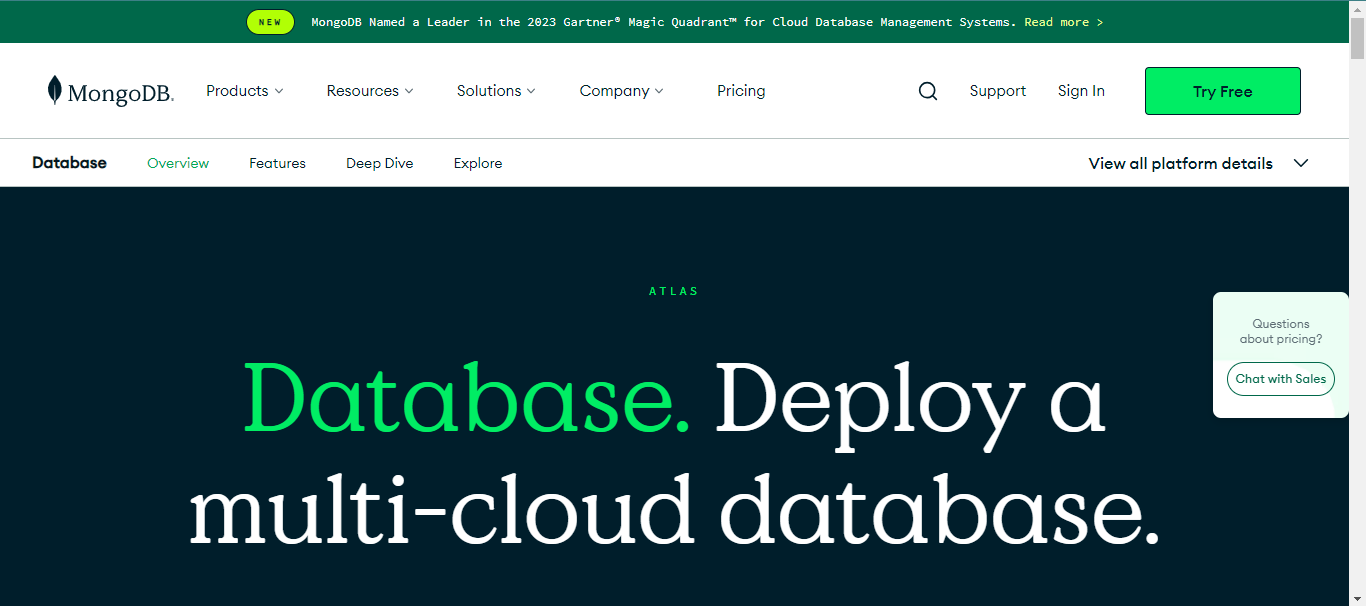 NEW MongoDB Named a Leader in the 2023 Gartner® Magic Quadrant™ for Cloud Database Management Systems. Read more >
MongoDB. Products Resources Solutions Company Pricing Support Sign In Try Free
Database Overview Features Deep Dive Explore View all platform details
ATLAS
Questions
about pricing?
Chat with Sales
Database. Deploy a
multi-cloud database.